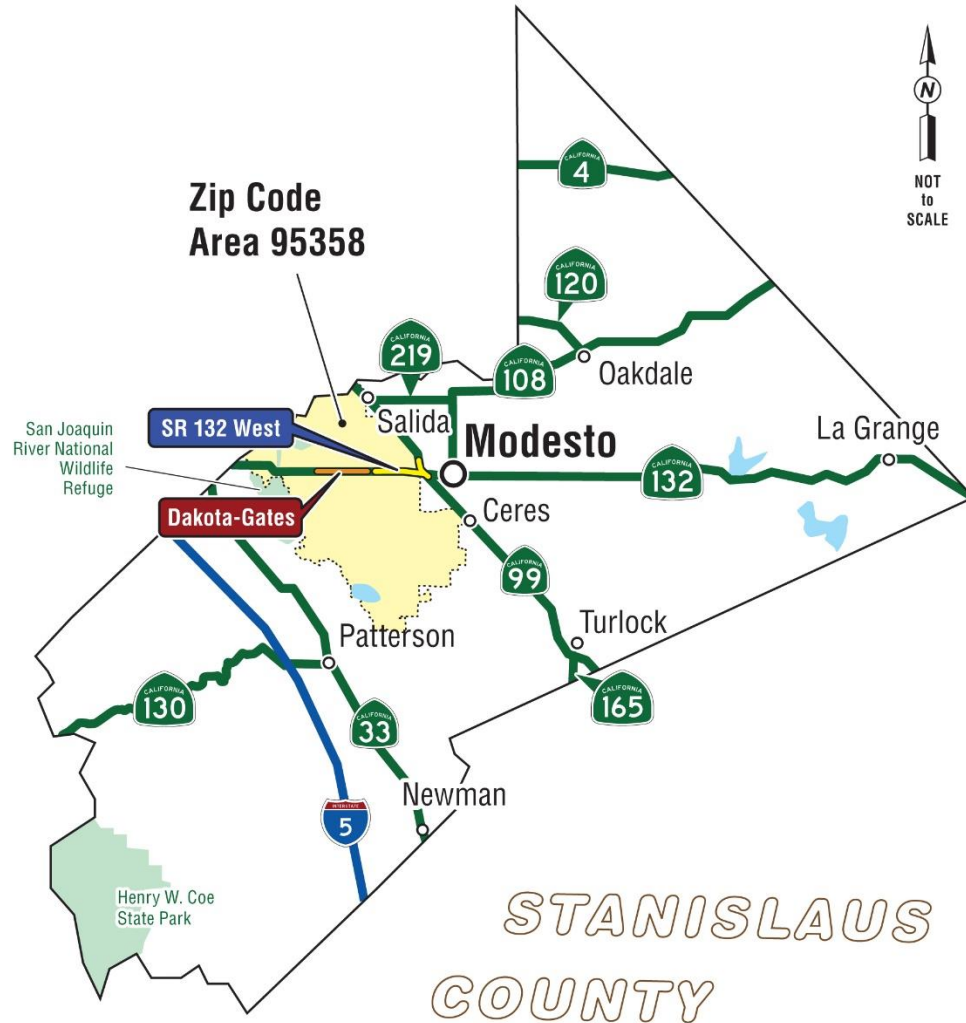 N
NOT
to
SCALE
CALIFORNIA
4
Zip Code
Area 95358
CALIFORNIA
120
CALIFORNIA
219
CALIFORNIA
108
Oakdale
Salida
SR 132 West
San Joaquin
River National
Wildlife
Refuge
Modesto
La Grange
CALIFORNIA
132
Dakota-Gates
Ceres
CALIFORNIA
99
Turlock
Patterson
CALIFORNIA
130
CALIFORNIA
33
CALIFORNIA
165
Newman
INTERSTATE
5
Henry W. Coe
State Park
STANISLAUS
COUNTY